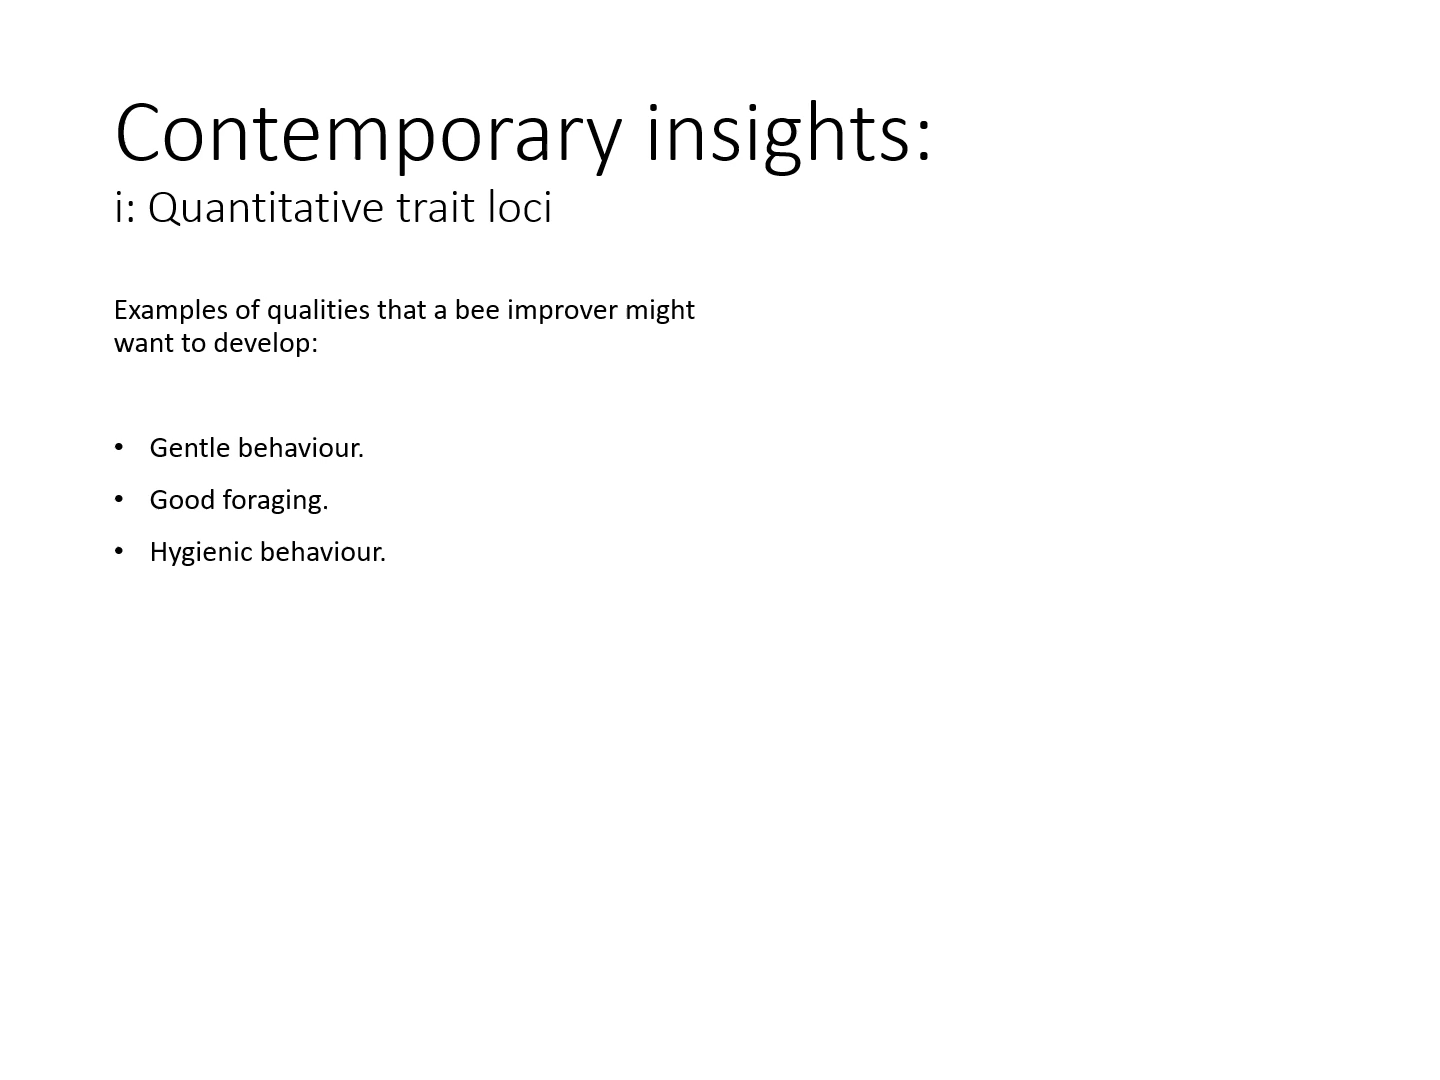 Contemporary insights:
i: Quantitative trait loci
Examples of qualities that a bee improver might
want to develop:
• Gentle behaviour.
• Good foraging.
• Hygienic behaviour.